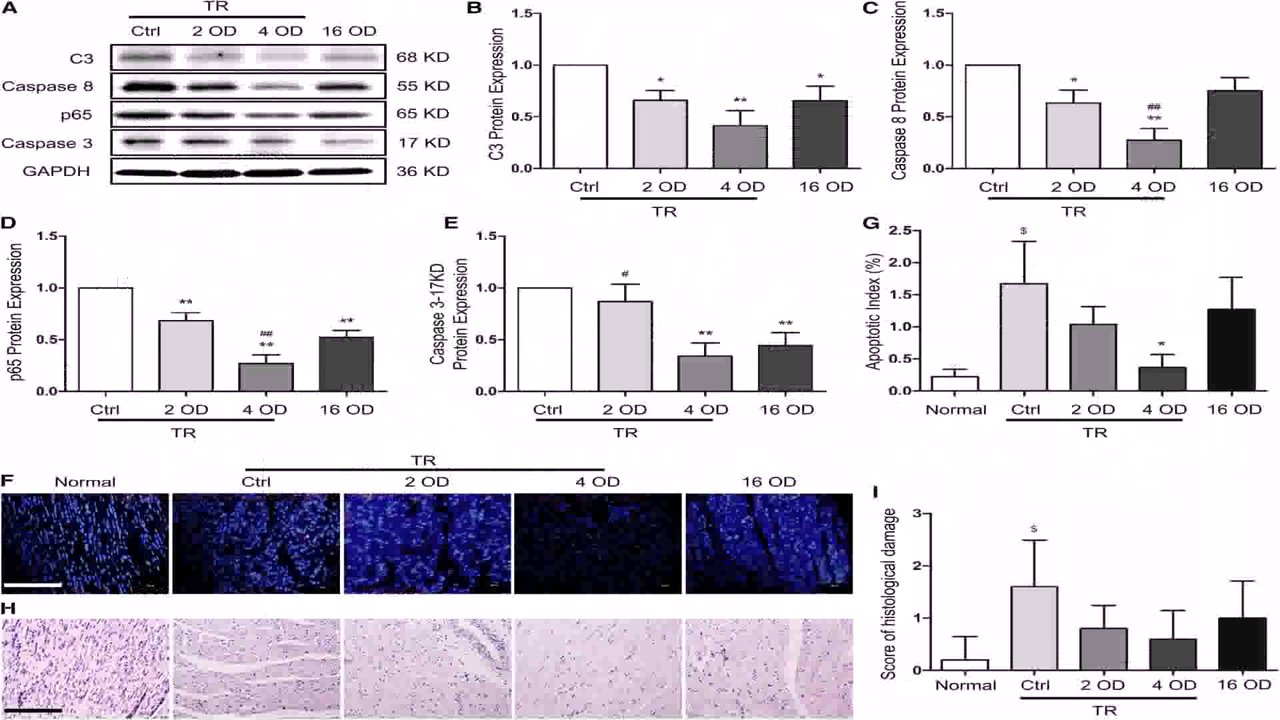 A
TR
Ctrl 2 OD 4 OD 16 OD
C3 68 KD
Caspase 8 55 KD
p65 65 KD
Caspase 3 17 KD
GAPDH 36 KD
B
C3 Protein Expression
1.5
1.0
0.5
0.0
* ** *
Ctrl 2 OD 4 OD 16 OD
TR
C
Caspase 8 Protein Expression
1.5
1.0
0.5
0.0
*
##
**
Ctrl 2 OD 4 OD 16 OD
TR
D
p65 Protein Expression
1.5
1.0
0.5
0.0
**
##
**
**
Ctrl 2 OD 4 OD 16 OD
TR
E
Caspase 3-17KD
Protein Expression
1.5
1.0
0.5
0.0
# ** **
Ctrl 2 OD 4 OD 16 OD
TR
G
Apoptotic Index (%)
2.5
2.0
1.5
1.0
0.5
0.0
$ *
Normal Ctrl 2 OD 4 OD 16 OD
TR
F
TR
Normal Ctrl 2 OD 4 OD 16 OD
H
I
Score of histological damage
3
2
1
0
$
Normal Ctrl 2 OD 4 OD 16 OD
TR